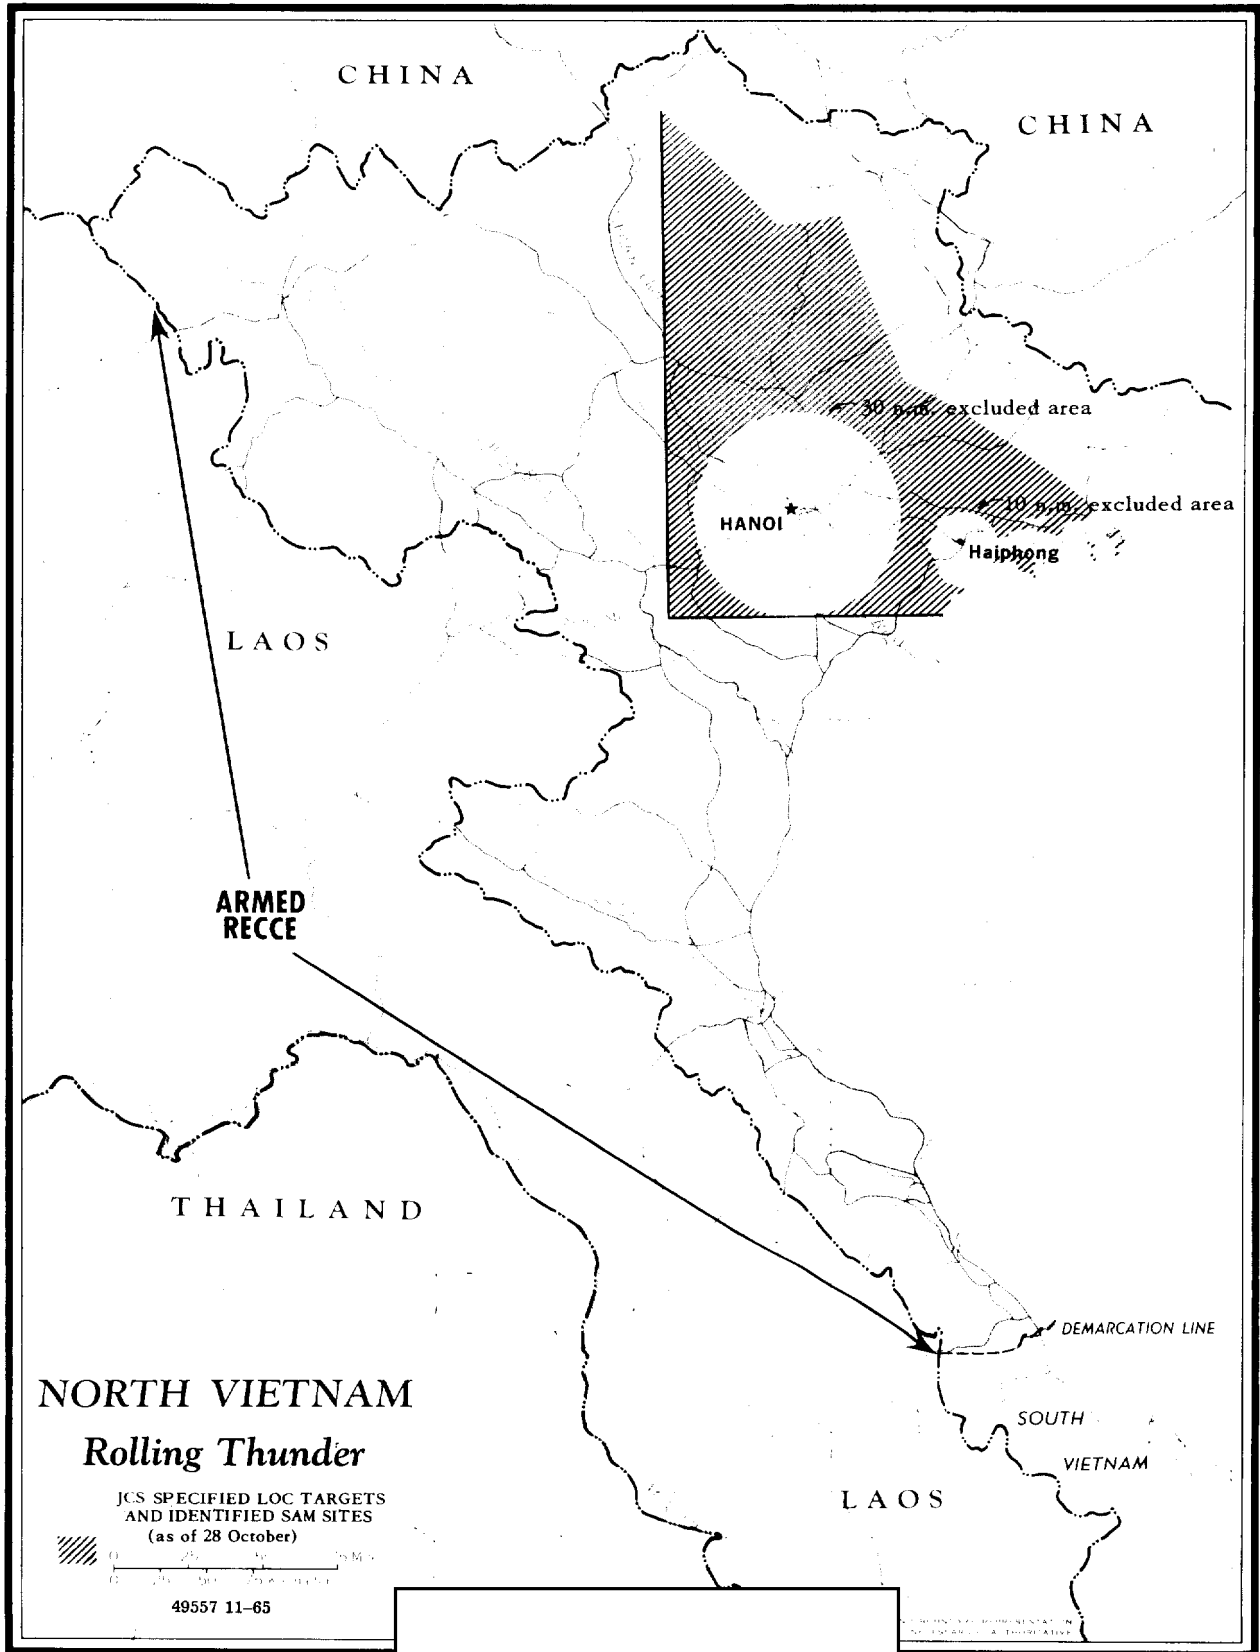 CHINA
CHINA
30 n.m. excluded area
10 n.m. excluded area
HANOI
Haiphong
LAOS
ARMED
RECCE
THAILAND
DEMARCATION LINE
NORTH VIETNAM
SOUTH
Rolling Thunder
VIETNAM
JCS SPECIFIED LOC TARGETS
AND IDENTIFIED SAM SITES
(as of 28 October)
LAOS
49557 11-65